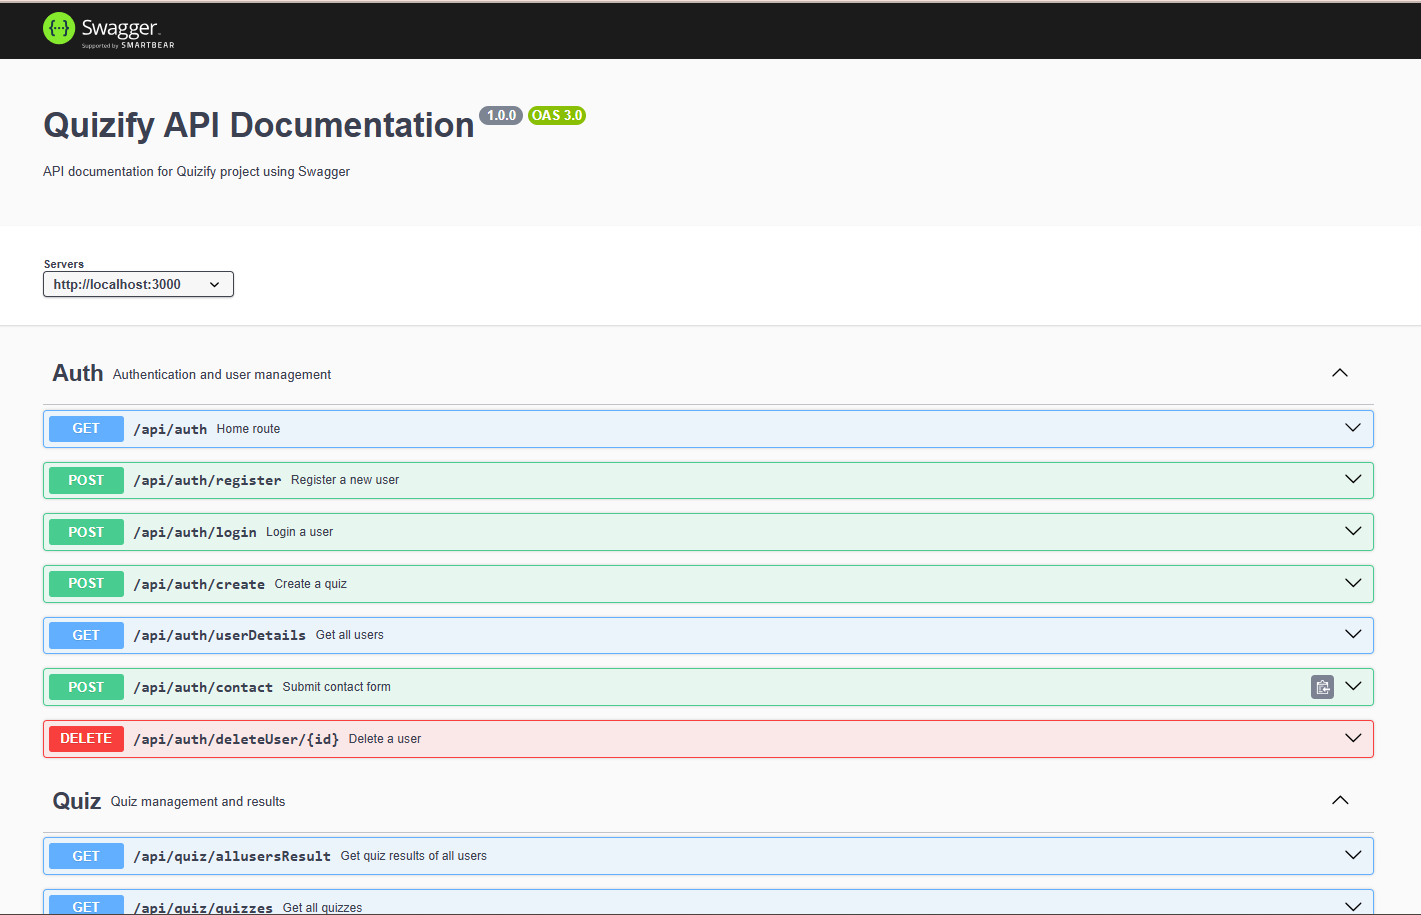 Swagger
Supported by SMARTBEAR
Quizify API Documentation 1.0.0 OAS 3.0
API documentation for Quizify project using Swagger
Servers
http://localhost:3000
Auth Authentication and user management
GET /api/auth Home route
POST /api/auth/register Register a new user
POST /api/auth/login Login a user
POST /api/auth/create Create a quiz
GET /api/auth/userDetails Get all users
POST /api/auth/contact Submit contact form
DELETE /api/auth/deleteUser/{id} Delete a user
Quiz Quiz management and results
GET /api/quiz/allusersResult Get quiz results of all users
GET /api/quiz/quizzes Get all quizzes